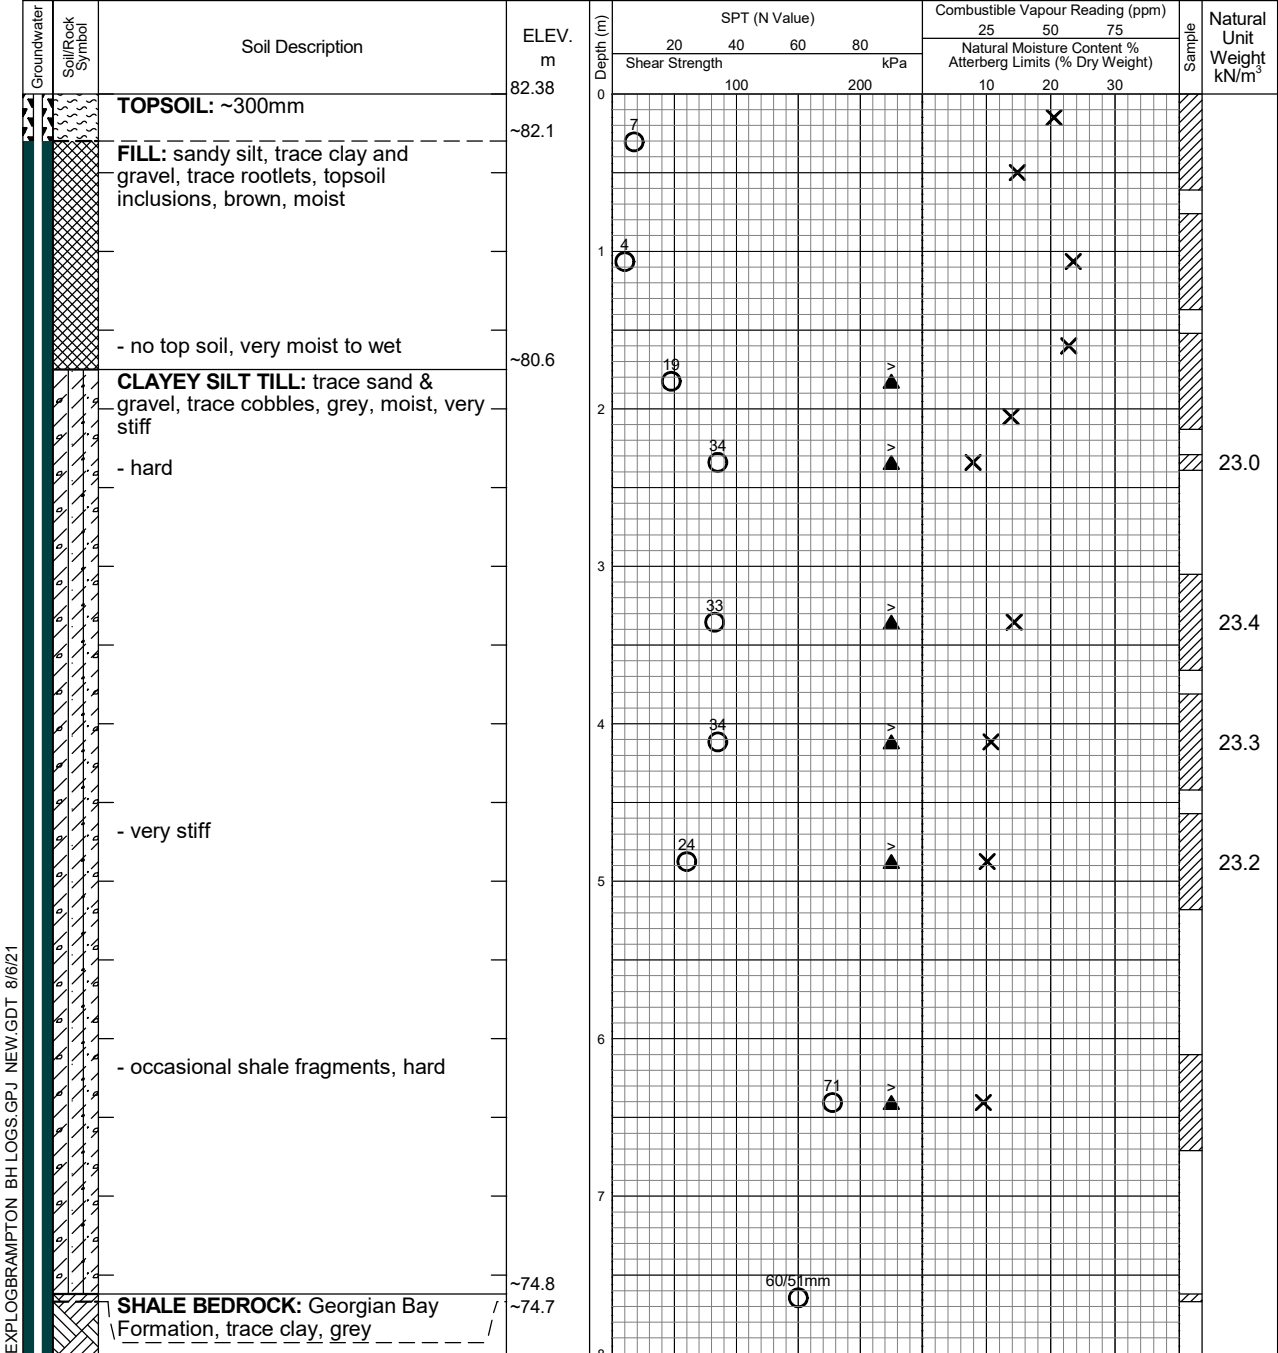 Groundwater
Soil/Rock
Symbol
Soil Description
ELEV.
m
Depth (m)
SPT (N Value)
20 40 60 80
Shear Strength kPa
100 200
Combustible Vapour Reading (ppm)
25 50 75
Natural Moisture Content %
Atterberg Limits (% Dry Weight)
10 20 30
Sample
Natural
Unit
Weight
kN/m³
82.38
0
TOPSOIL: ~300mm
~82.1
7
FILL: sandy silt, trace clay and
gravel, trace rootlets, topsoil
inclusions, brown, moist
1
4
- no top soil, very moist to wet
~80.6
19
>
CLAYEY SILT TILL: trace sand &
gravel, trace cobbles, grey, moist, very
stiff
2
- hard
34
>
23.0
3
33
>
23.4
4
34
>
23.3
- very stiff
24
>
23.2
5
6
- occasional shale fragments, hard
71
>
7
~74.8
60/51mm
SHALE BEDROCK: Georgian Bay
Formation, trace clay, grey
~74.7
8
EXPLOGBRAMPTON BH LOGS.GPJ NEW.GDT 8/6/21